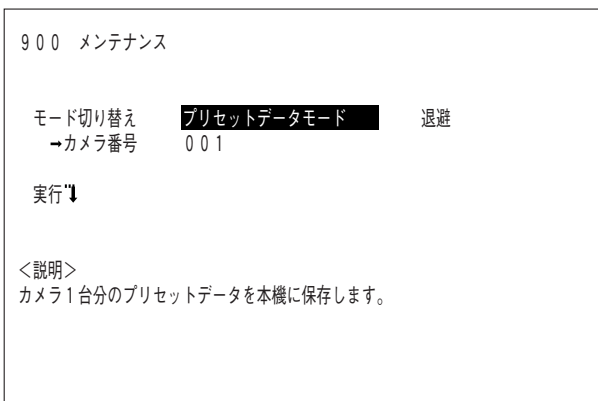 ９００ メンテナンス
モード切り替え プリセットデータモード 退避
➞カメラ番号 ００１
実行
＜説明＞
カメラ１台分のプリセットデータを本機に保存します。